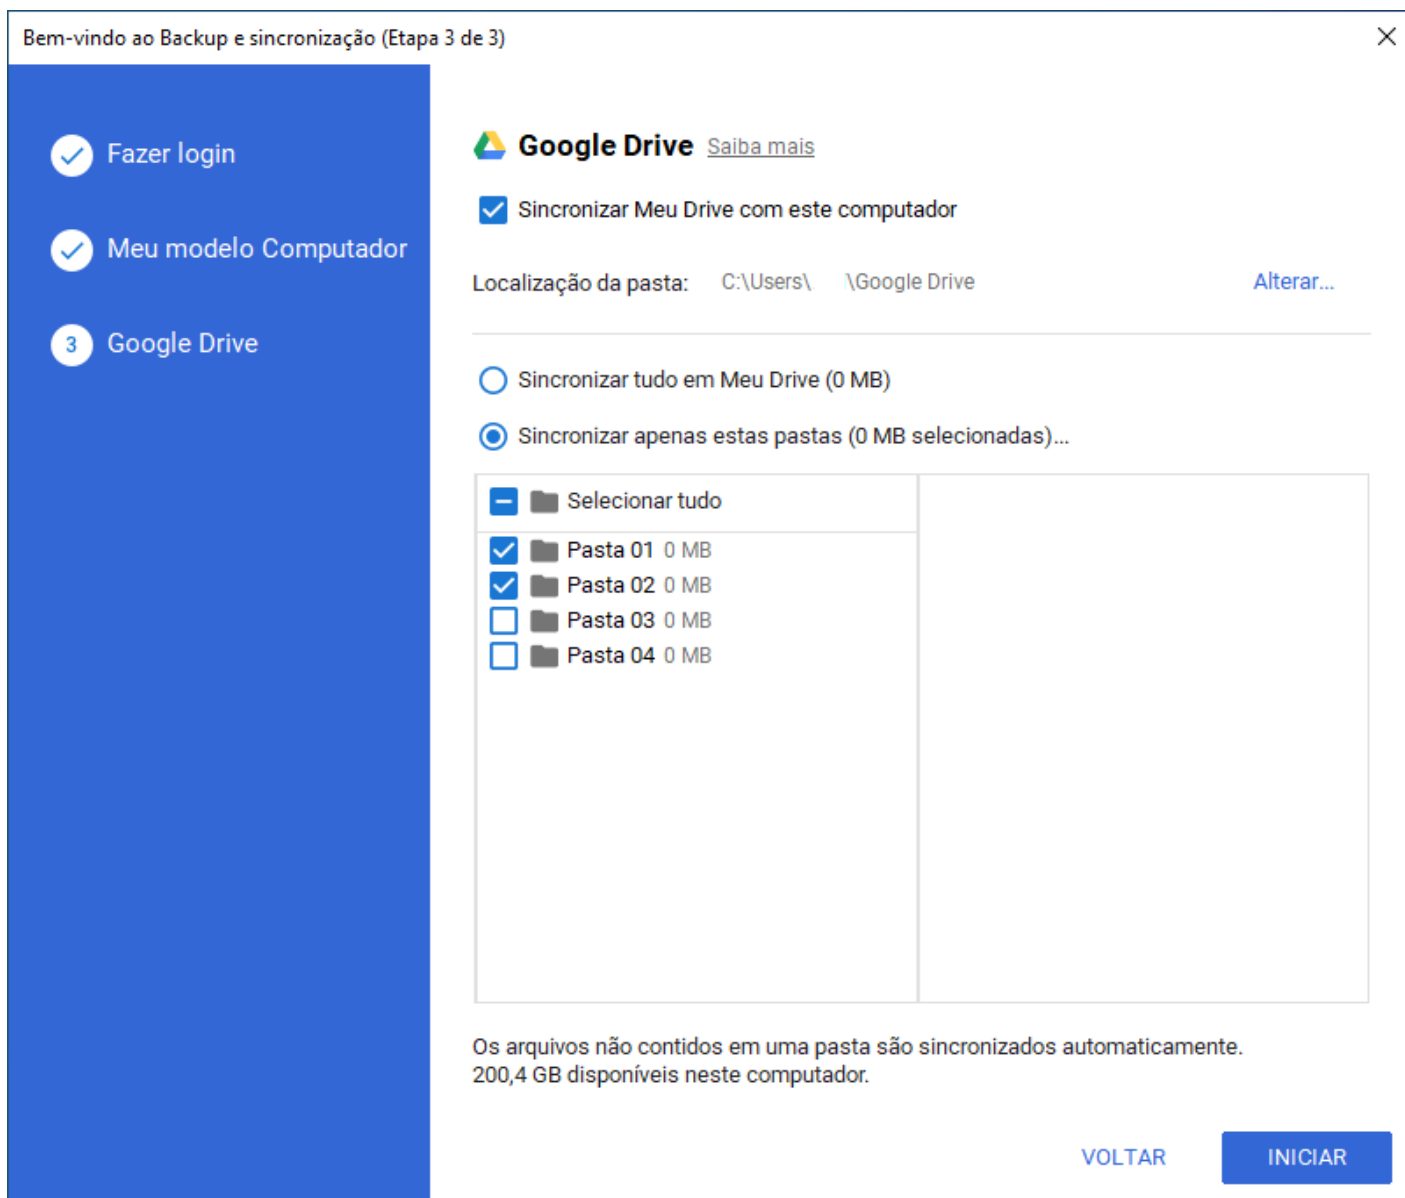 Bem-vindo ao Backup e sincronização (Etapa 3 de 3)
Fazer login
Meu modelo Computador
3 Google Drive
Google Drive Saiba mais
Sincronizar Meu Drive com este computador
Localização da pasta: C:\Users\ \Google Drive Alterar...
Sincronizar tudo em Meu Drive (0 MB)
Sincronizar apenas estas pastas (0 MB selecionadas)...
Selecionar tudo
Pasta 01 0 MB
Pasta 02 0 MB
Pasta 03 0 MB
Pasta 04 0 MB
Os arquivos não contidos em uma pasta são sincronizados automaticamente.
200,4 GB disponíveis neste computador.
VOLTAR INICIAR